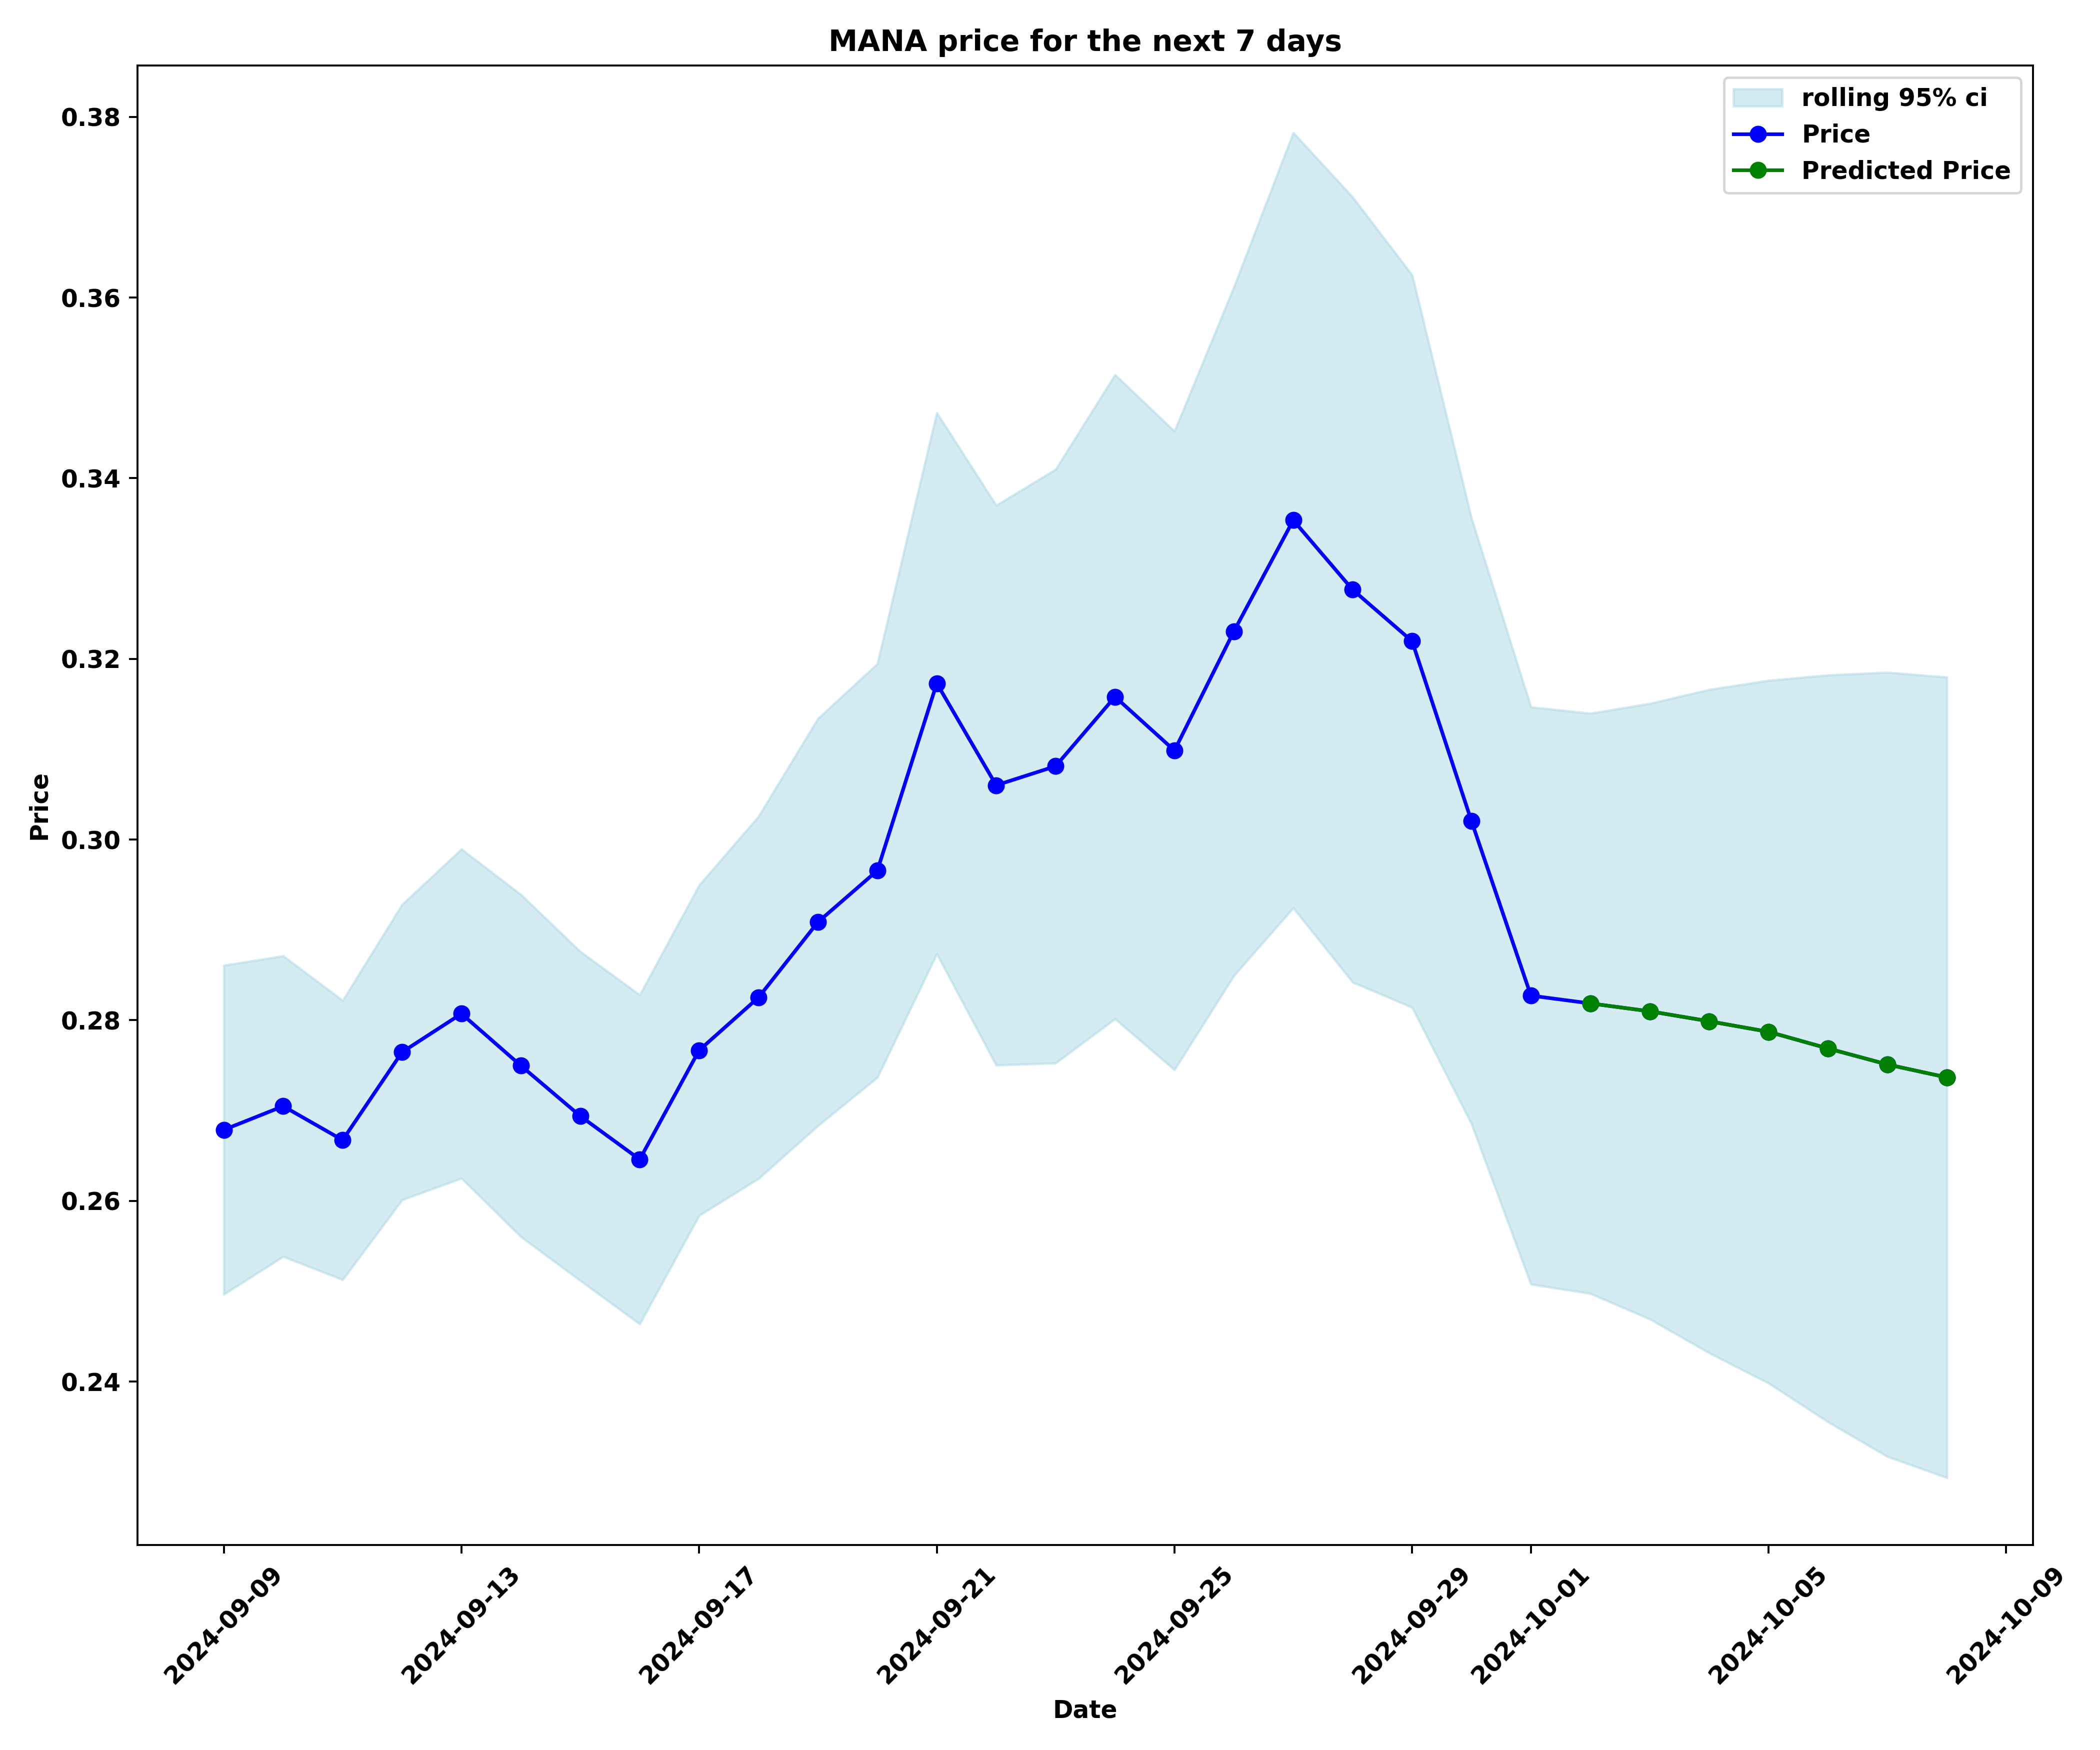 MANA price for the next 7 days
rolling 95% ci
Price
Predicted Price
0.38
0.36
0.34
0.32
0.30
0.28
0.26
0.24
Price
2024-09-09
2024-09-13
2024-09-17
2024-09-21
2024-09-25
2024-09-29
2024-10-01
2024-10-05
2024-10-09
Date